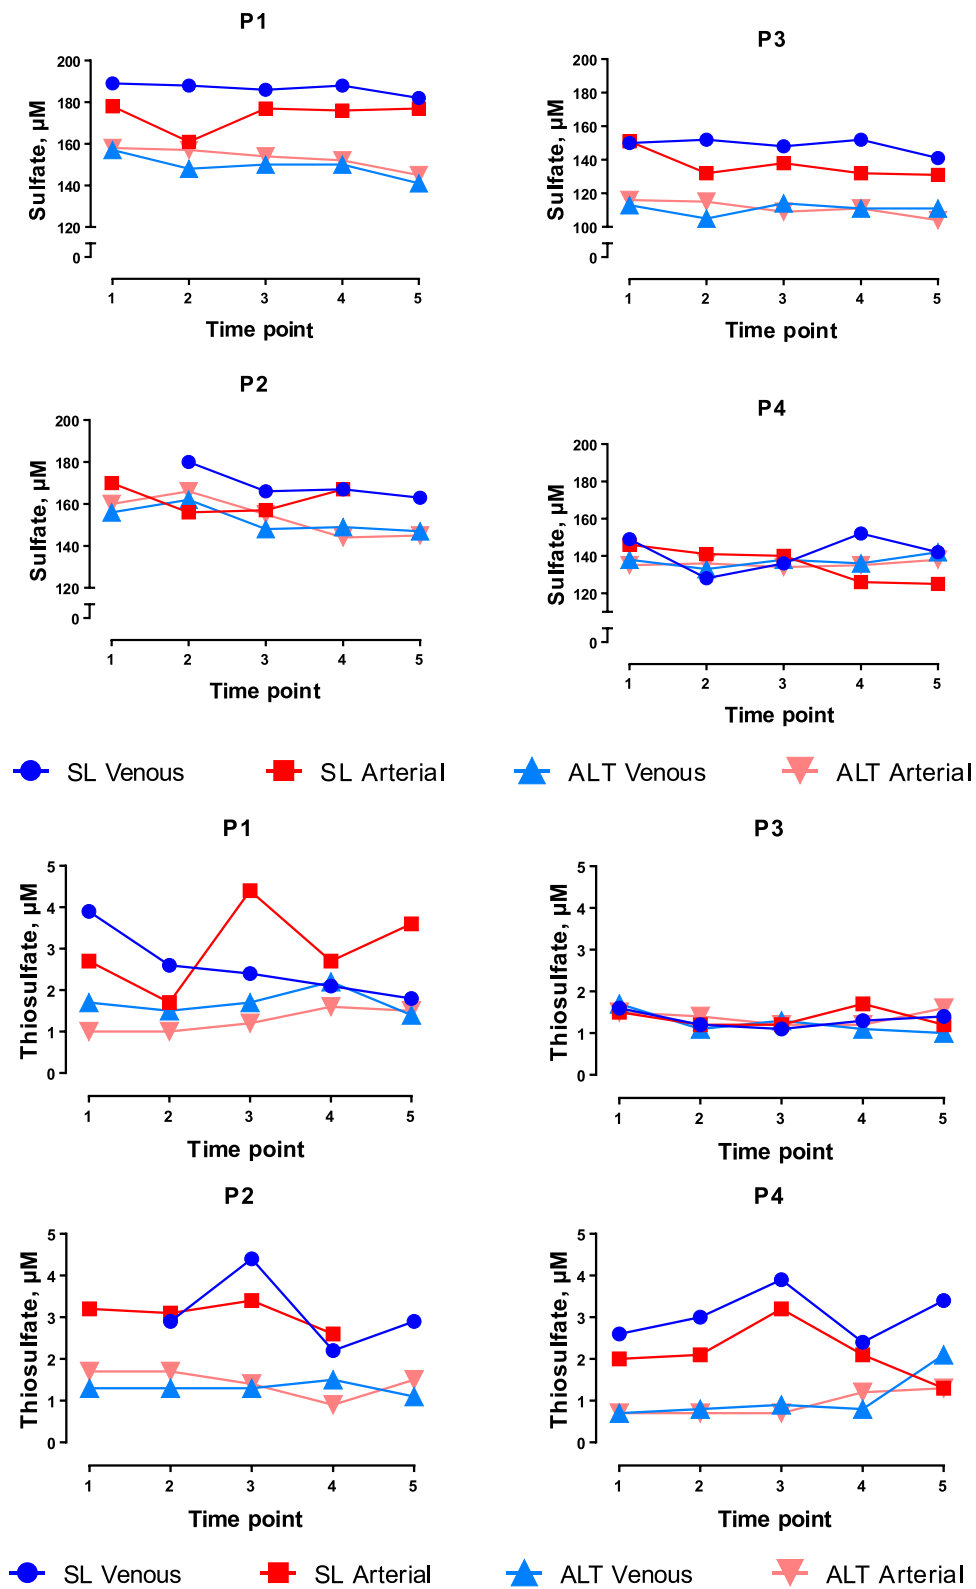 P1
200
180
160
140
120
0
Sulfate, µM
1 2 3 4 5
Time point
P3
200
180
160
140
120
100
0
Sulfate, µM
1 2 3 4 5
Time point
P2
200
180
160
140
120
0
Sulfate, µM
1 2 3 4 5
Time point
P4
200
180
160
140
120
0
Sulfate, µM
1 2 3 4 5
Time point
SL Venous SL Arterial ALT Venous ALT Arterial
P1
5
4
3
2
1
0
Thiosulfate, µM
1 2 3 4 5
Time point
P3
5
4
3
2
1
0
Thiosulfate, µM
1 2 3 4 5
Time point
P2
5
4
3
2
1
0
Thiosulfate, µM
1 2 3 4 5
Time point
P4
5
4
3
2
1
0
Thiosulfate, µM
1 2 3 4 5
Time point
SL Venous SL Arterial ALT Venous ALT Arterial